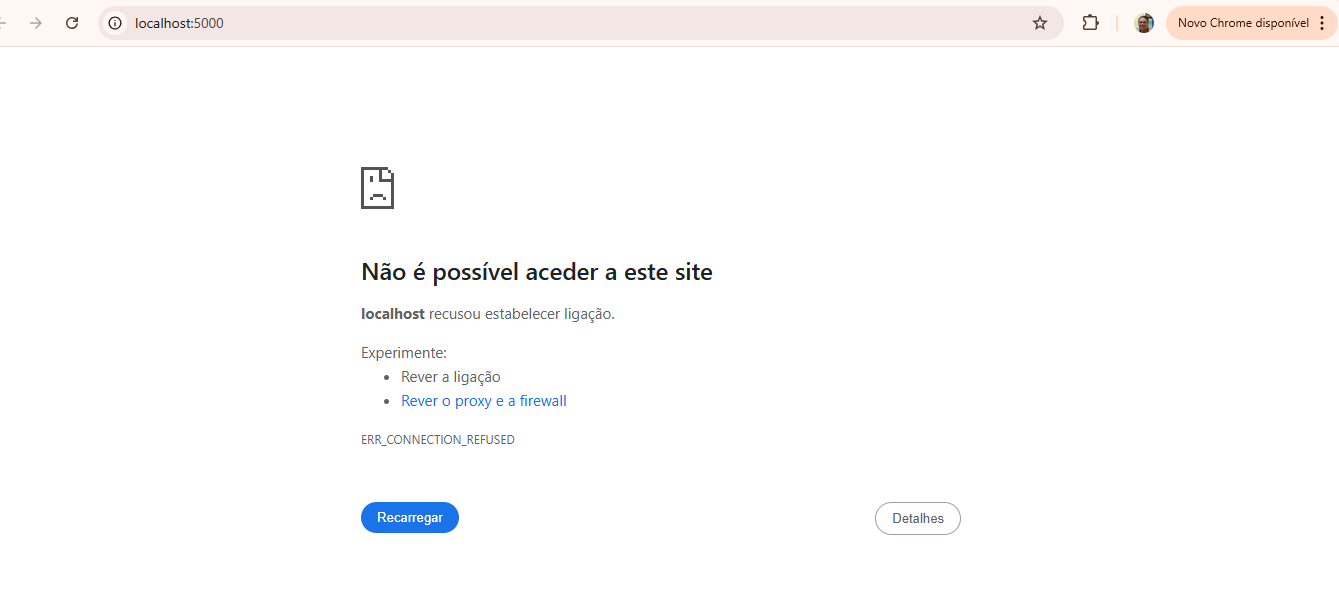 localhost:5000
Novo Chrome disponível
Não é possível aceder a este site
localhost recusou estabelecer ligação.
Experimente:
Rever a ligação
Rever o proxy e a firewall
ERR_CONNECTION_REFUSED
Recarregar
Detalhes